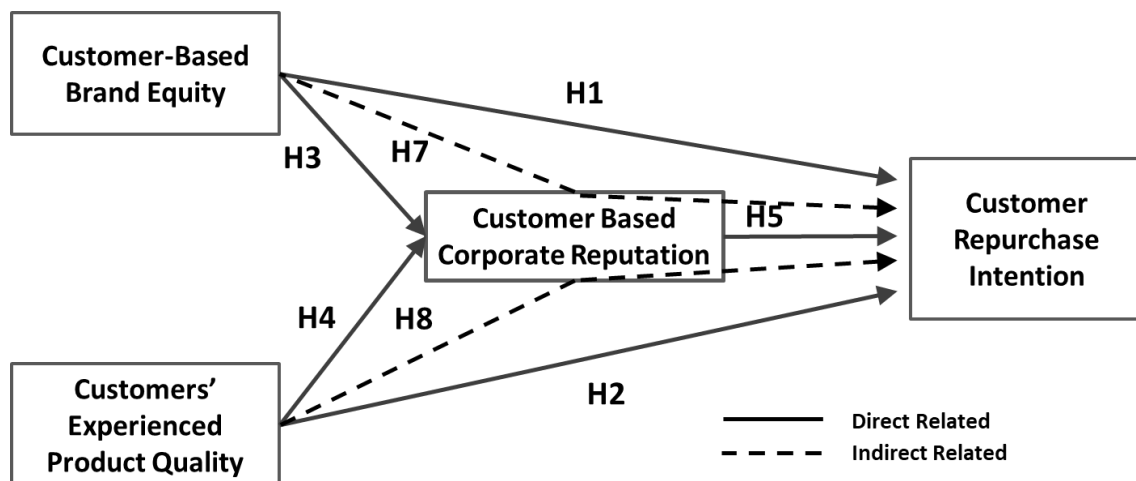 Customer-Based
Brand Equity
H1
H3
H7
Customer Based
Corporate Reputation
H5
Customer
Repurchase
Intention
H4
H8
H2
Customers’
Experienced
Product Quality
Direct Related
Indirect Related